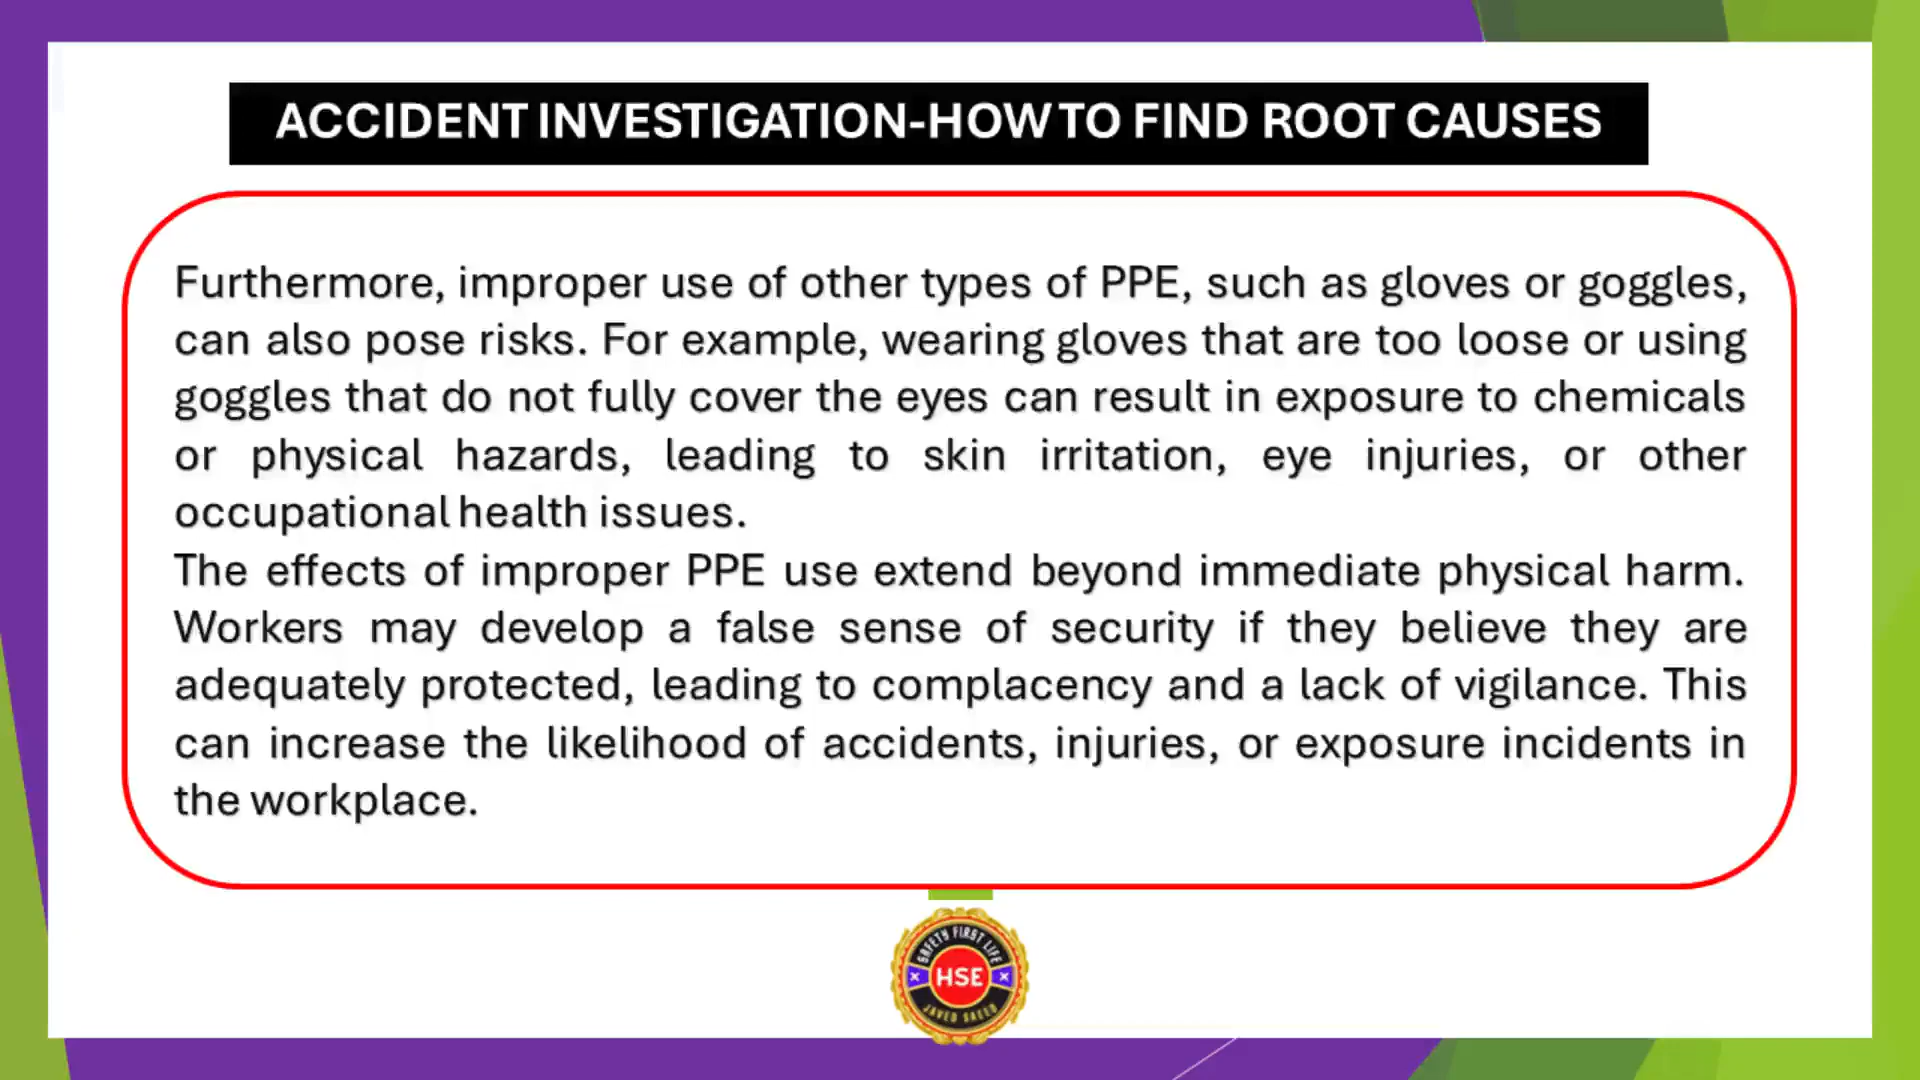 ACCIDENT INVESTIGATION-HOW TO FIND ROOT CAUSES
Furthermore, improper use of other types of PPE, such as gloves or goggles,
can also pose risks. For example, wearing gloves that are too loose or using
goggles that do not fully cover the eyes can result in exposure to chemicals
or physical hazards, leading to skin irritation, eye injuries, or other
occupational health issues.
The effects of improper PPE use extend beyond immediate physical harm.
Workers may develop a false sense of security if they believe they are
adequately protected, leading to complacency and a lack of vigilance. This
can increase the likelihood of accidents, injuries, or exposure incidents in
the workplace.
SAFETY FIRST LIFE
HSE
JAVED SAEED